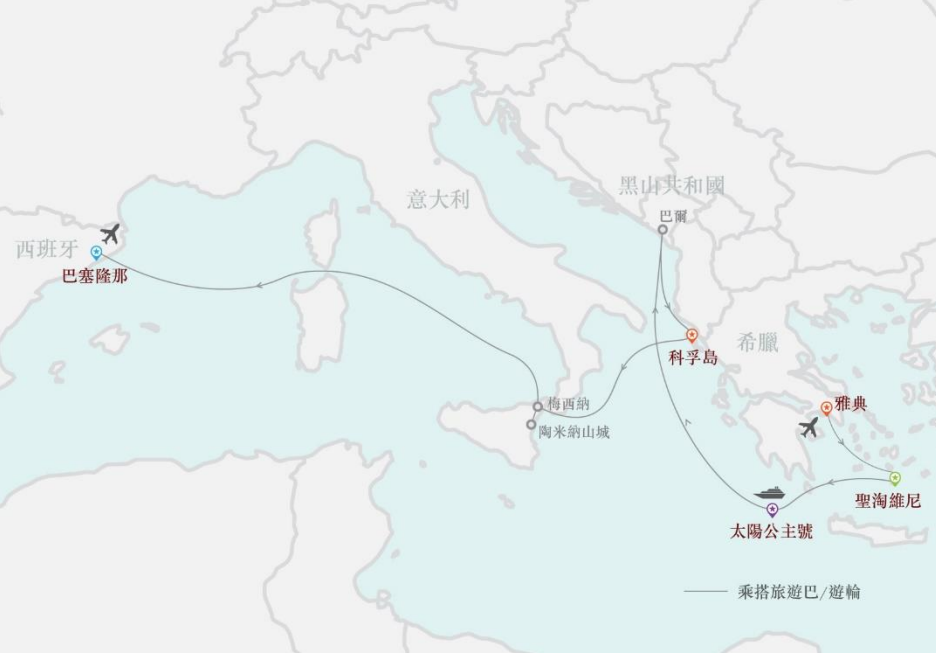 黑山共和國
意大利
巴爾
西班牙
巴塞隆那
希臘
科孚島
梅西納
雅典
陶米納山城
聖淘維尼
太陽公主號
乘搭旅遊巴/遊輪